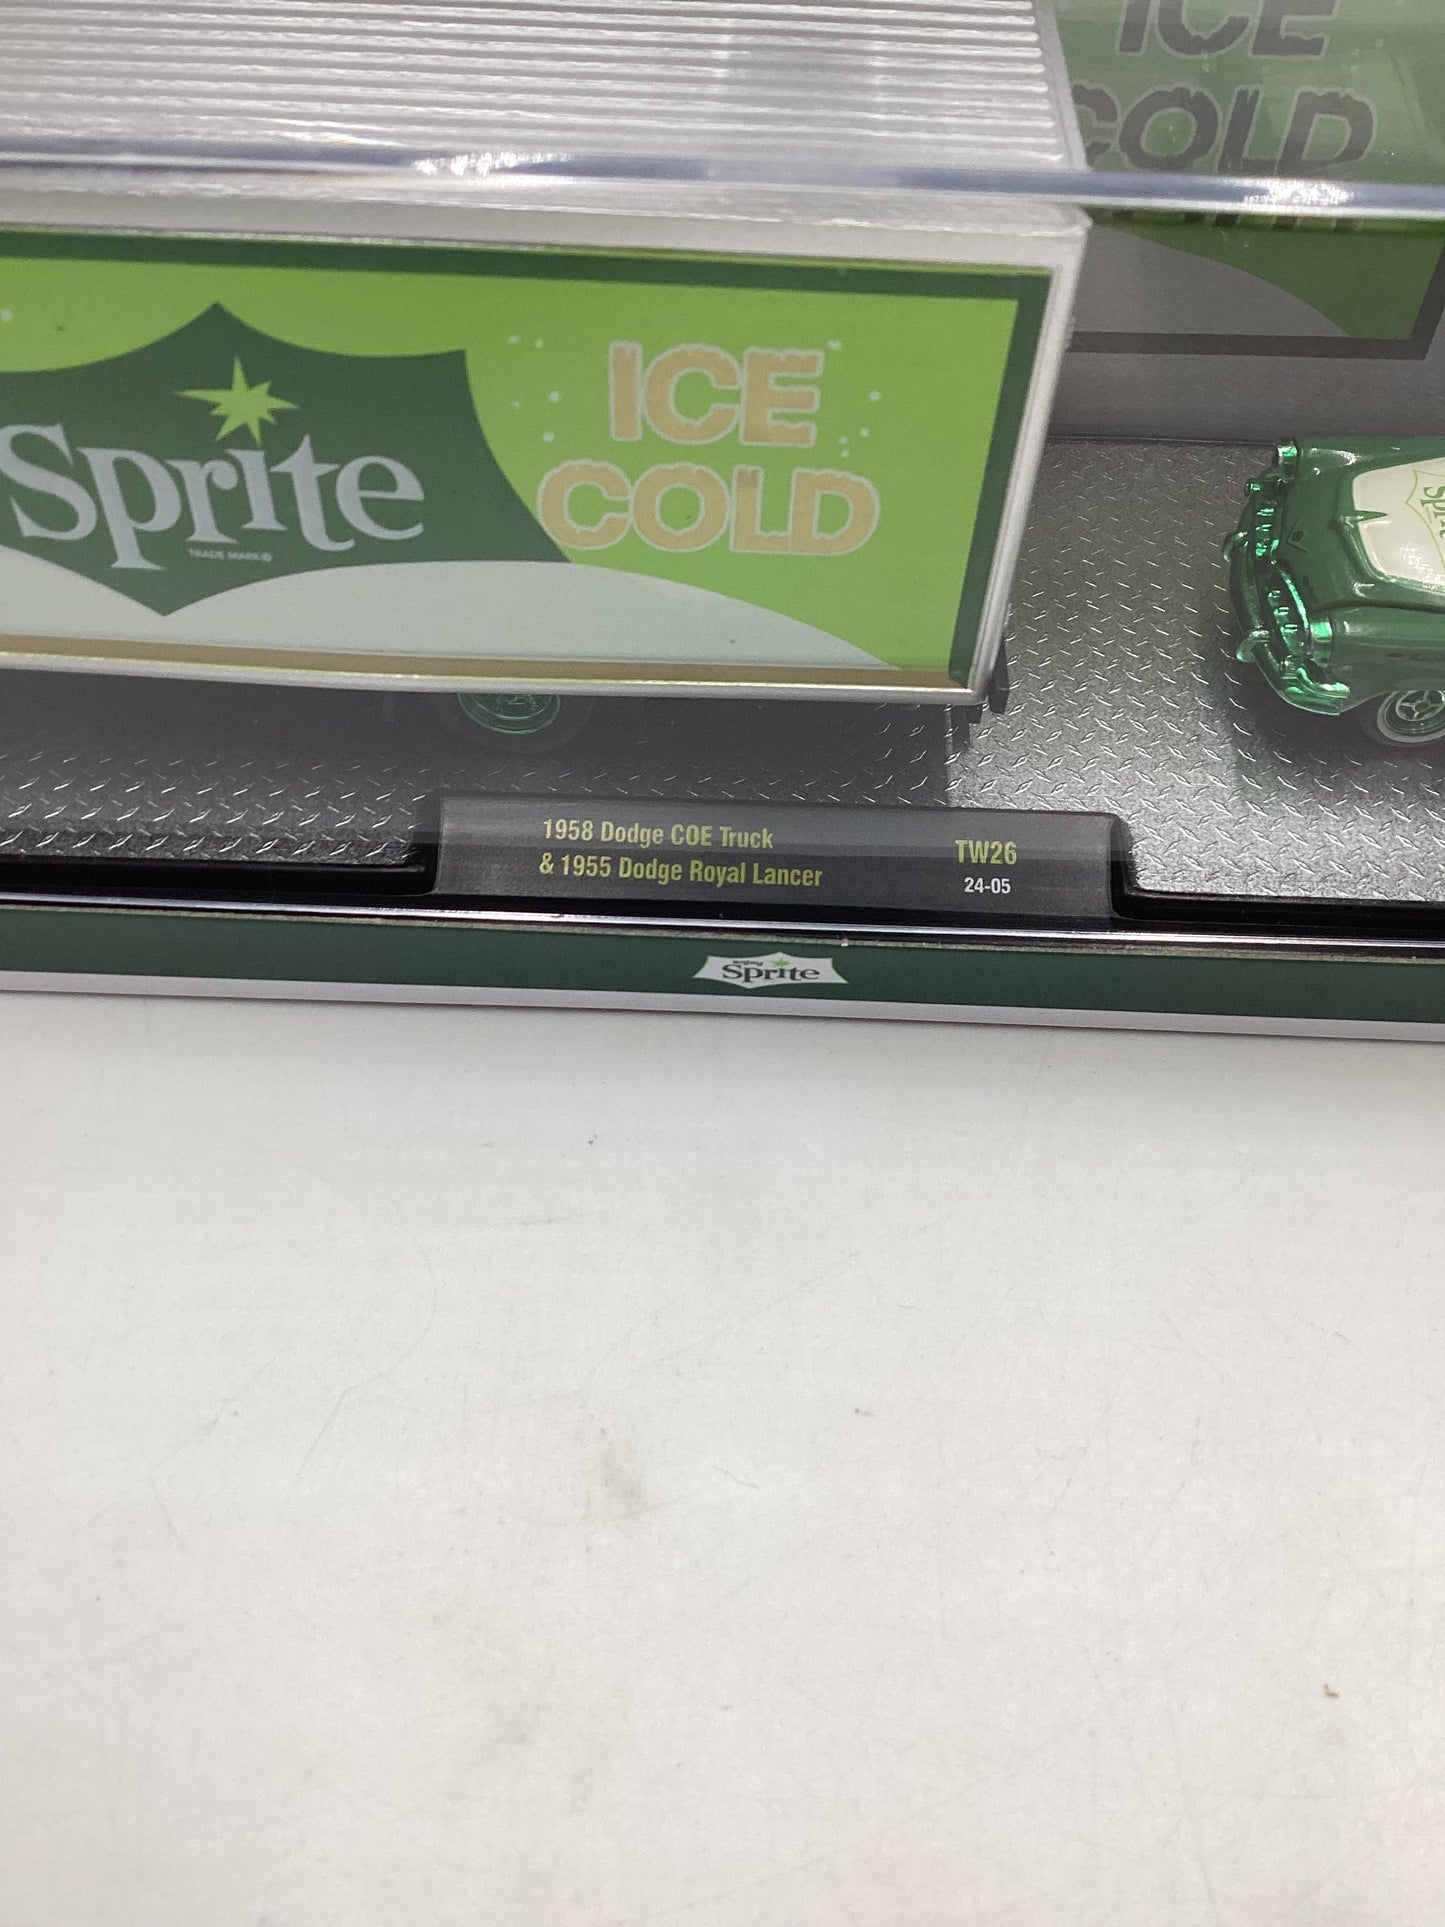 ICE
COLD
Sprite
TRADE MARK®
ICE
COLD
1958 Dodge COE Truck
& 1955 Dodge Royal Lancer
TW26
24-05
enjoy
Sprite